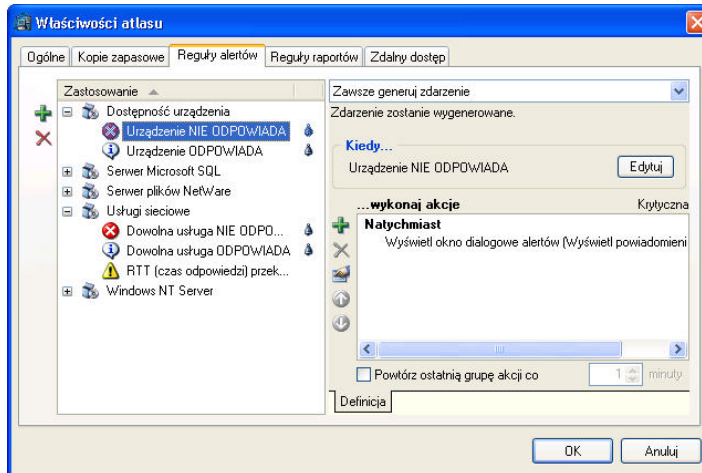 Właściwości atlasu
Ogólne Kopie zapasowe Reguły alertów Reguły raportów Zdalny dostęp
Zastosowanie
Dostępność urządzenia
Urządzenie NIE ODPOWIADA
Urządzenie ODPOWIADA
Serwer Microsoft SQL
Serwer plików NetWare
Usługi sieciowe
Dowolna usługa NIE ODPO...
Dowolna usługa ODPOWIADA
RTT (czas odpowiedzi) przek...
Windows NT Server
Zawsze generuj zdarzenie
Zdarzenie zostanie wygenerowane.
Kiedy...
Urządzenie NIE ODPOWIADA Edytuj
...wykonaj akcje Krytyczna
Natychmiast
Wyświetl okno dialogowe alertów (Wyświetl powiadomieni
Powtórz ostatnią grupę akcji co 1 minuty
Definicja
OK Anuluj